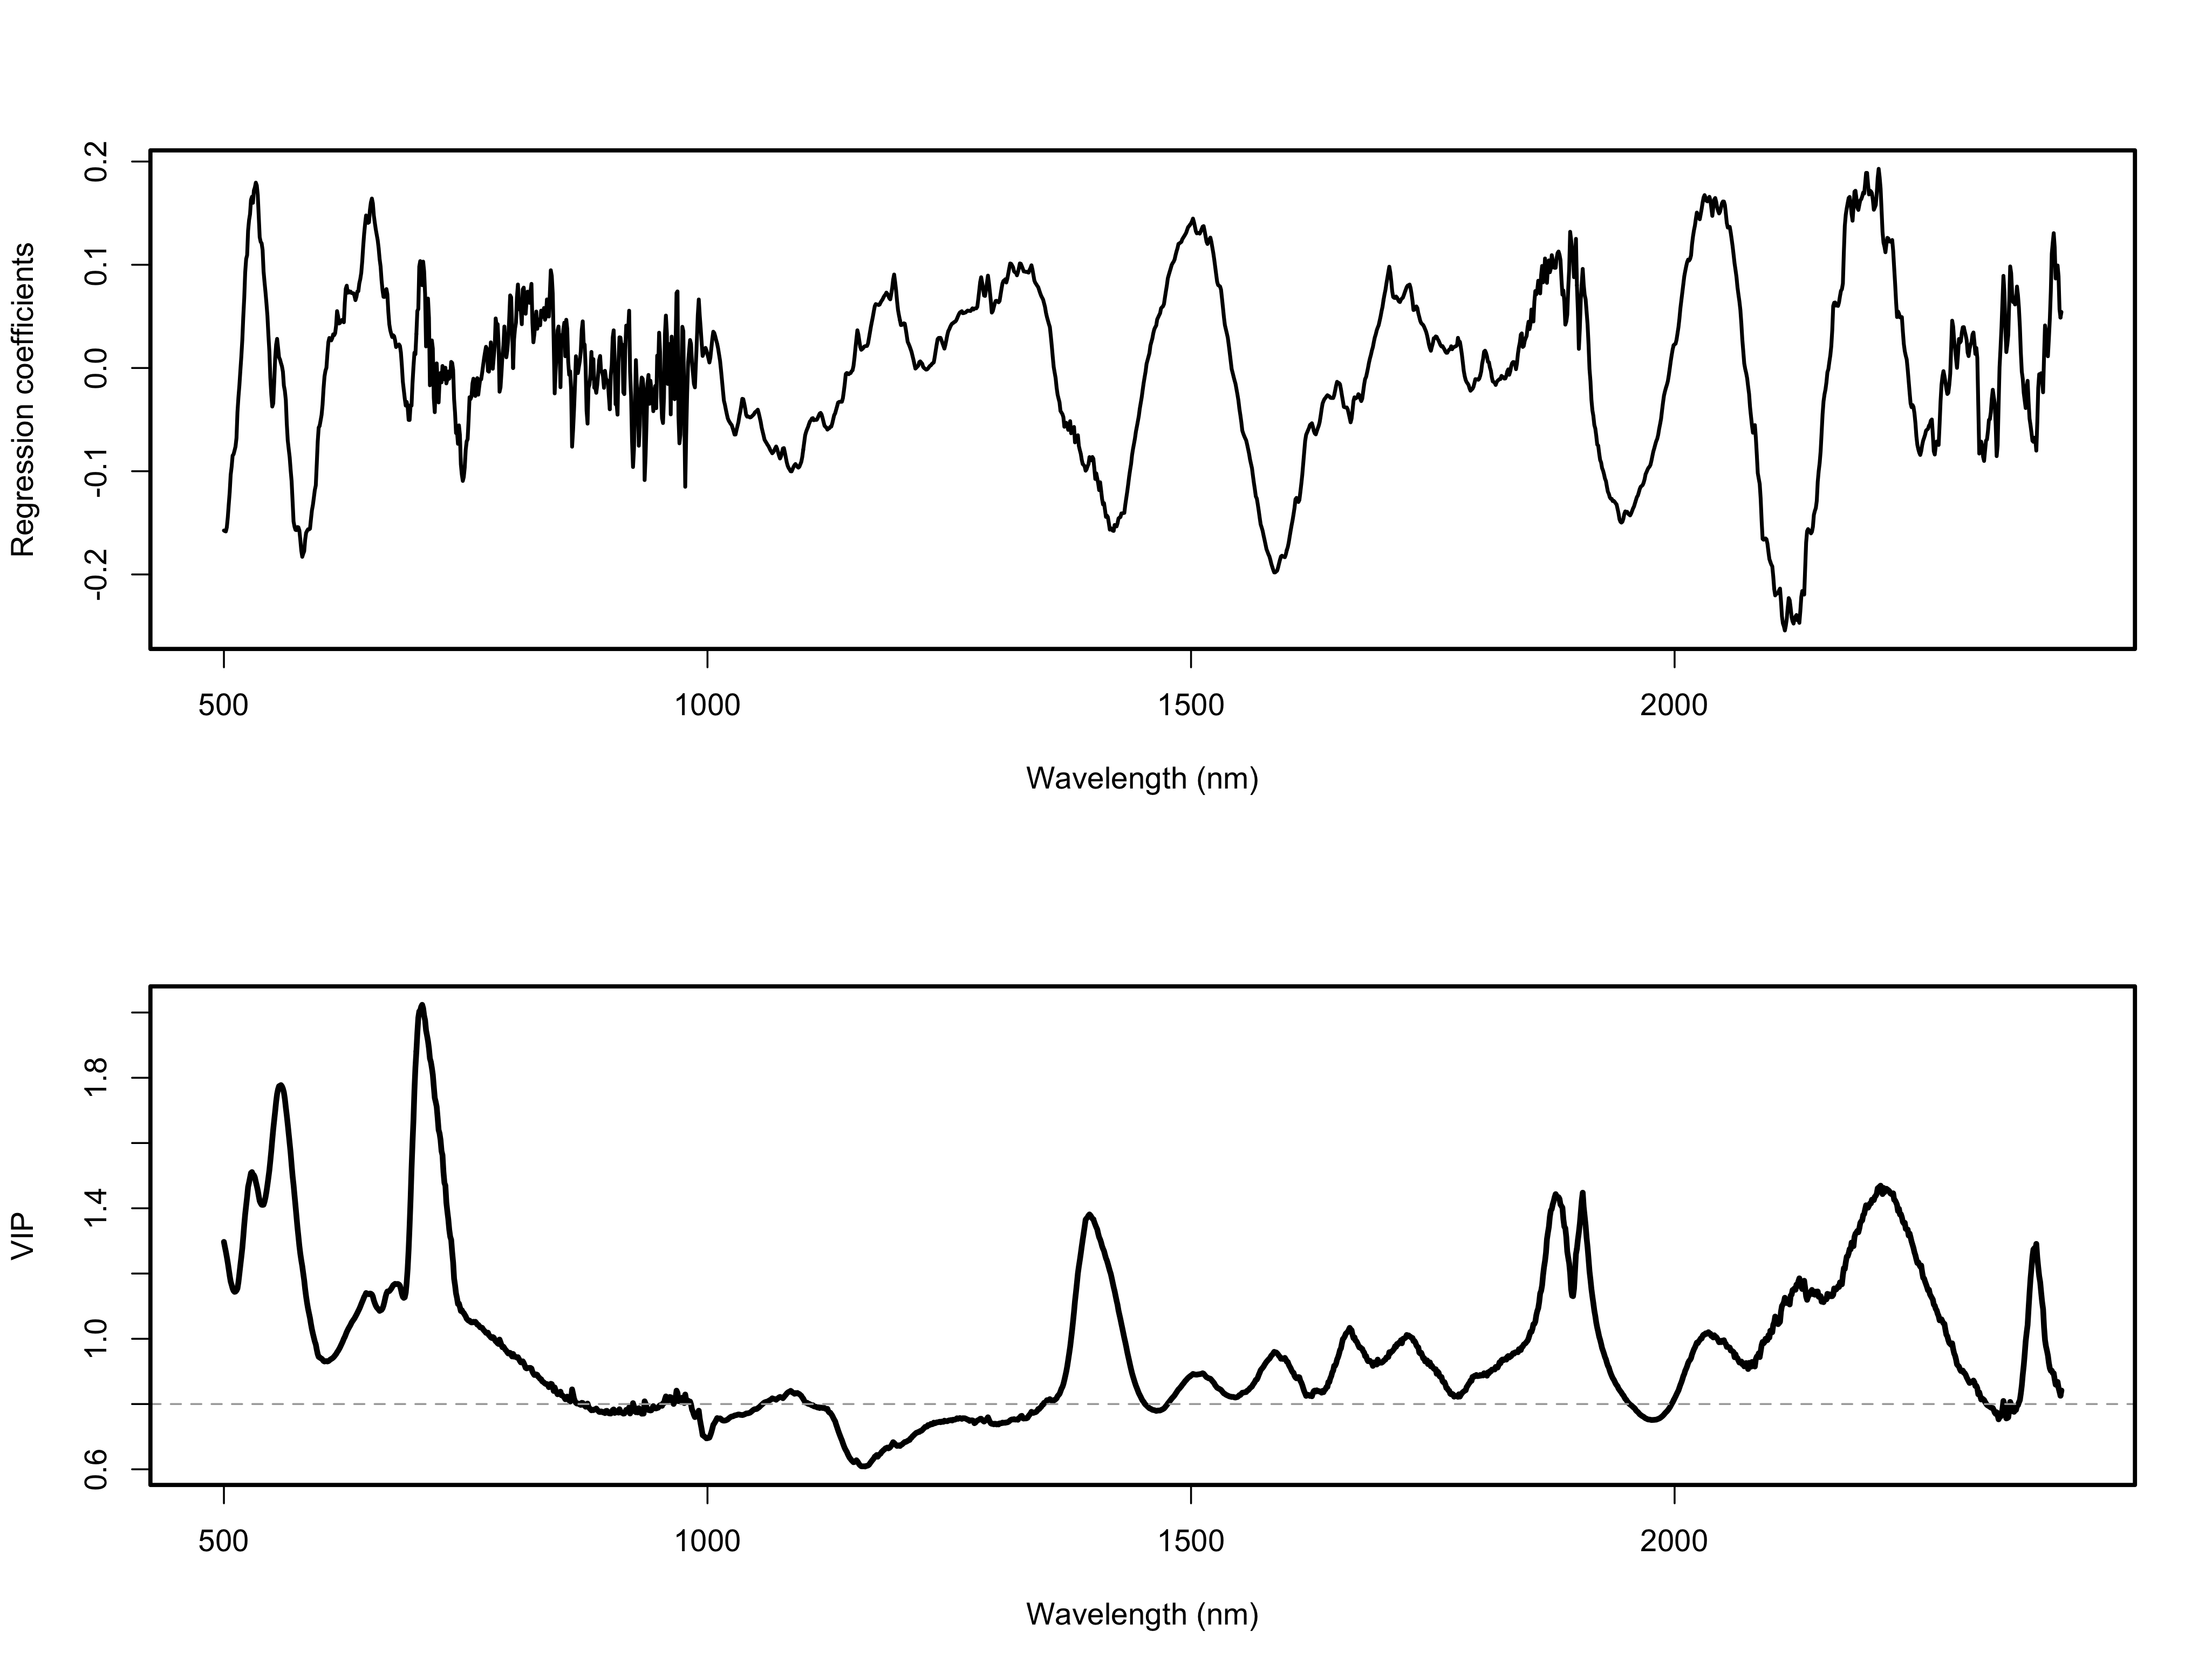 Regression coefficients
0.2
0.1
0.0
-0.1
-0.2
500 1000 1500 2000
Wavelength (nm)
VIP
1.8
1.4
1.0
0.6
500 1000 1500 2000
Wavelength (nm)